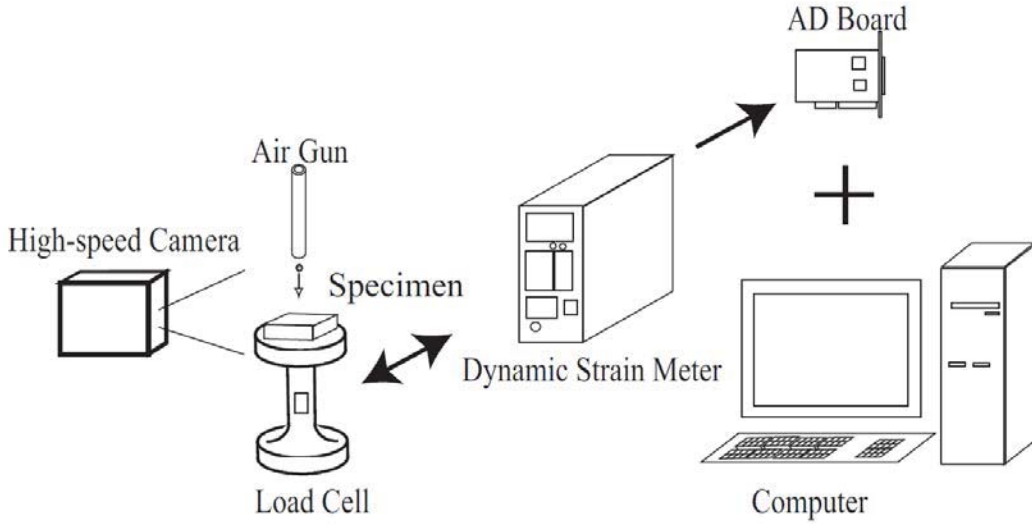 AD Board
Air Gun
High-speed Camera
Specimen
Dynamic Strain Meter
Load Cell
Computer